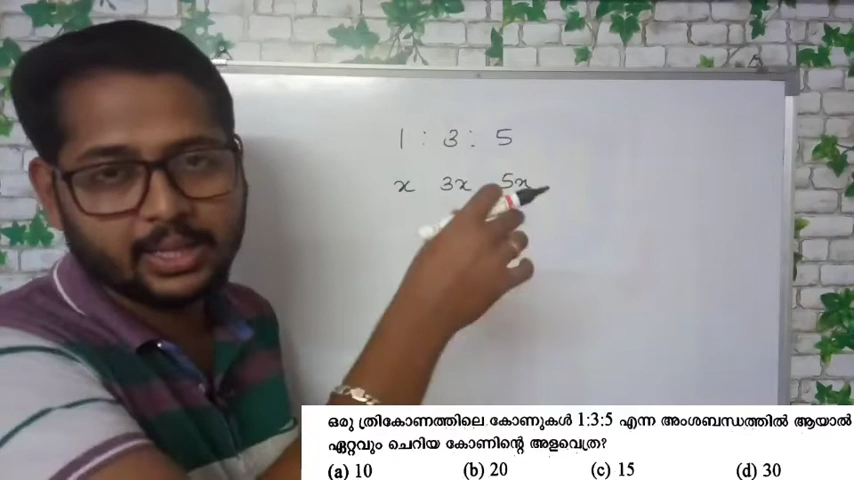 1 : 3 : 5
x 3x 5x
ഒരു ത്രികോണത്തിലെ കോണുകൾ 1:3:5 എന്ന അംശബന്ധത്തിൽ ആയാൽ
ഏറ്റവും ചെറിയ കോണിന്റെ അളവെത്ര?
(a) 10 (b) 20 (c) 15 (d) 30